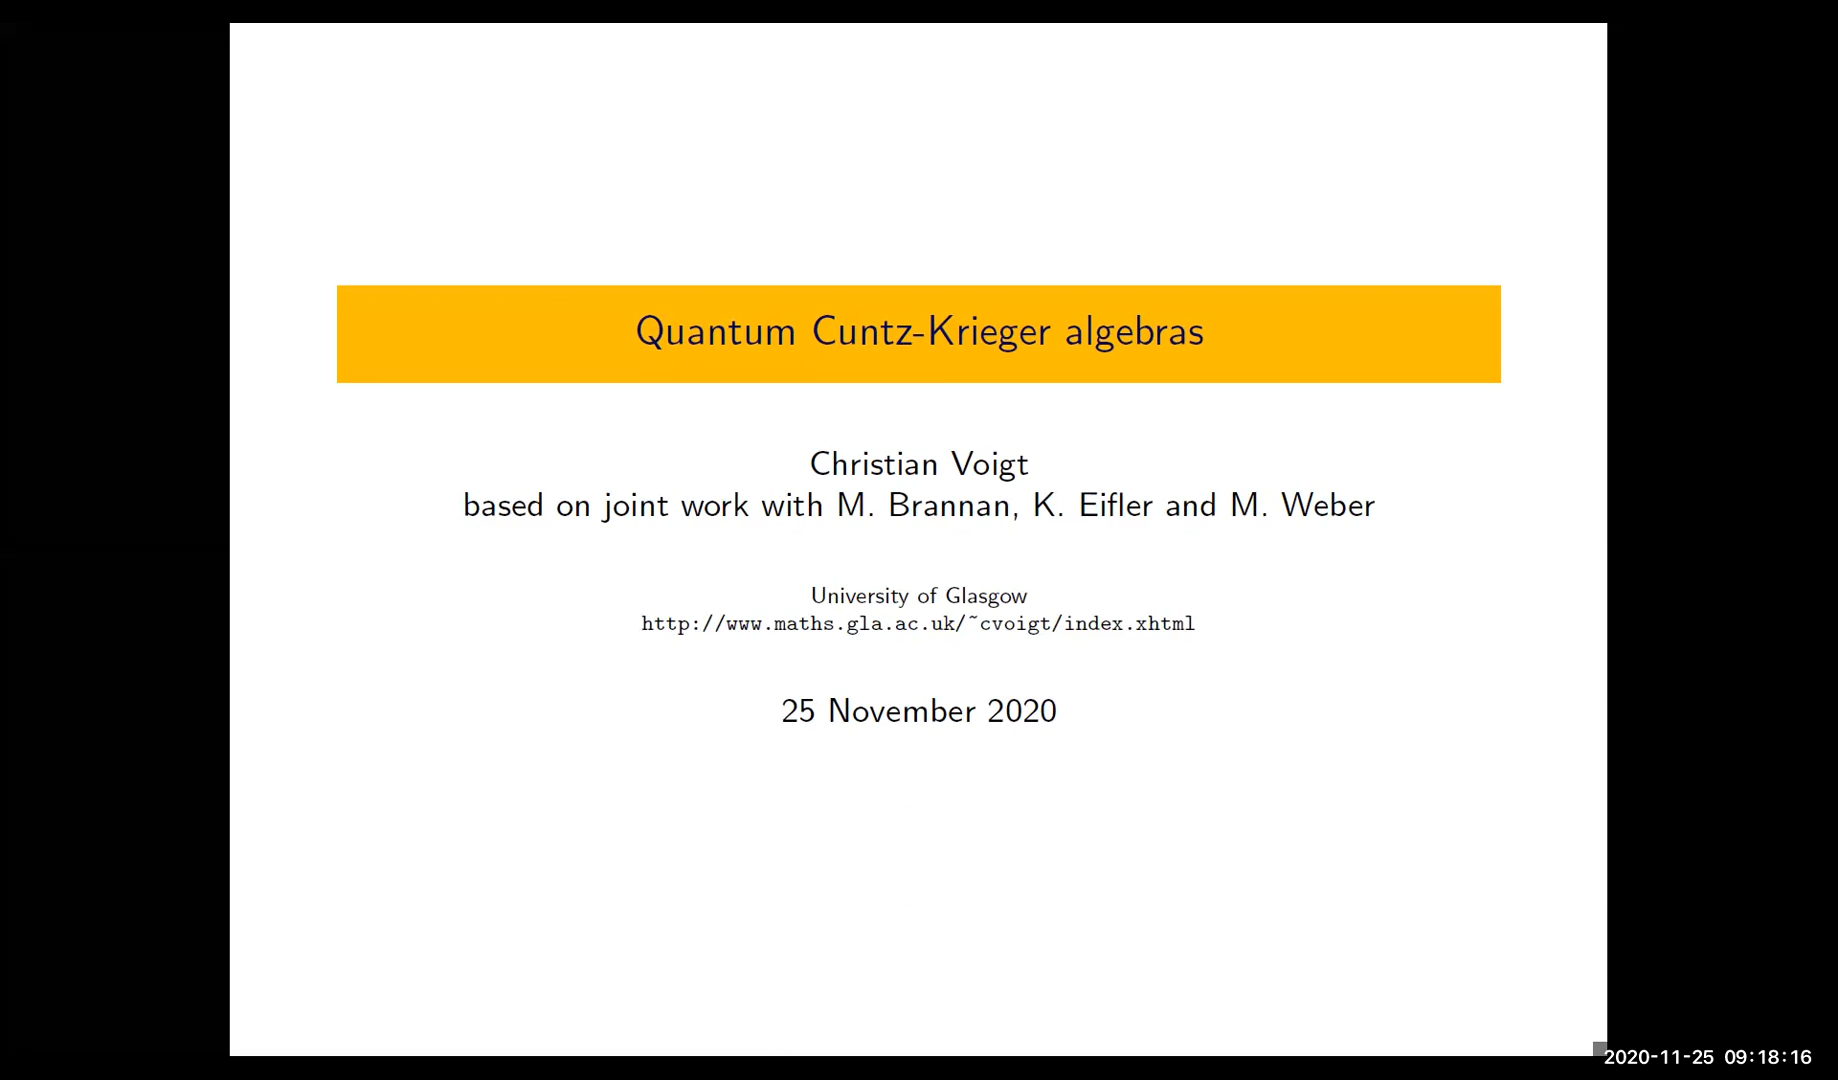 Quantum Cuntz-Krieger algebras
Christian Voigt
based on joint work with M. Brannan, K. Eifler and M. Weber
University of Glasgow
http://www.maths.gla.ac.uk/~cvoigt/index.xhtml
25 November 2020
2020-11-25 09:18:16